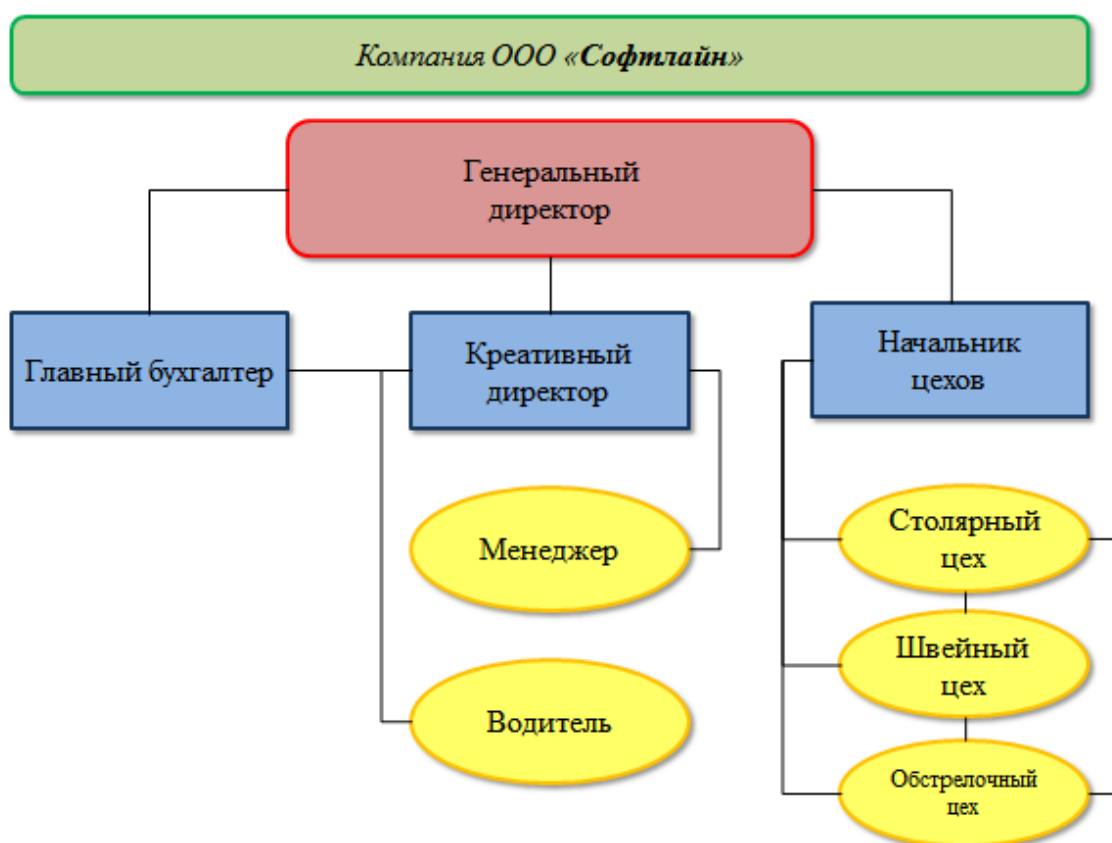 Компания ООО «Софтлайн»
Генеральный
директор
Главный бухгалтер
Креативный
директор
Начальник
цехов
Менеджер
Водитель
Столярный
цех
Швейный
цех
Обстрелочный
цех